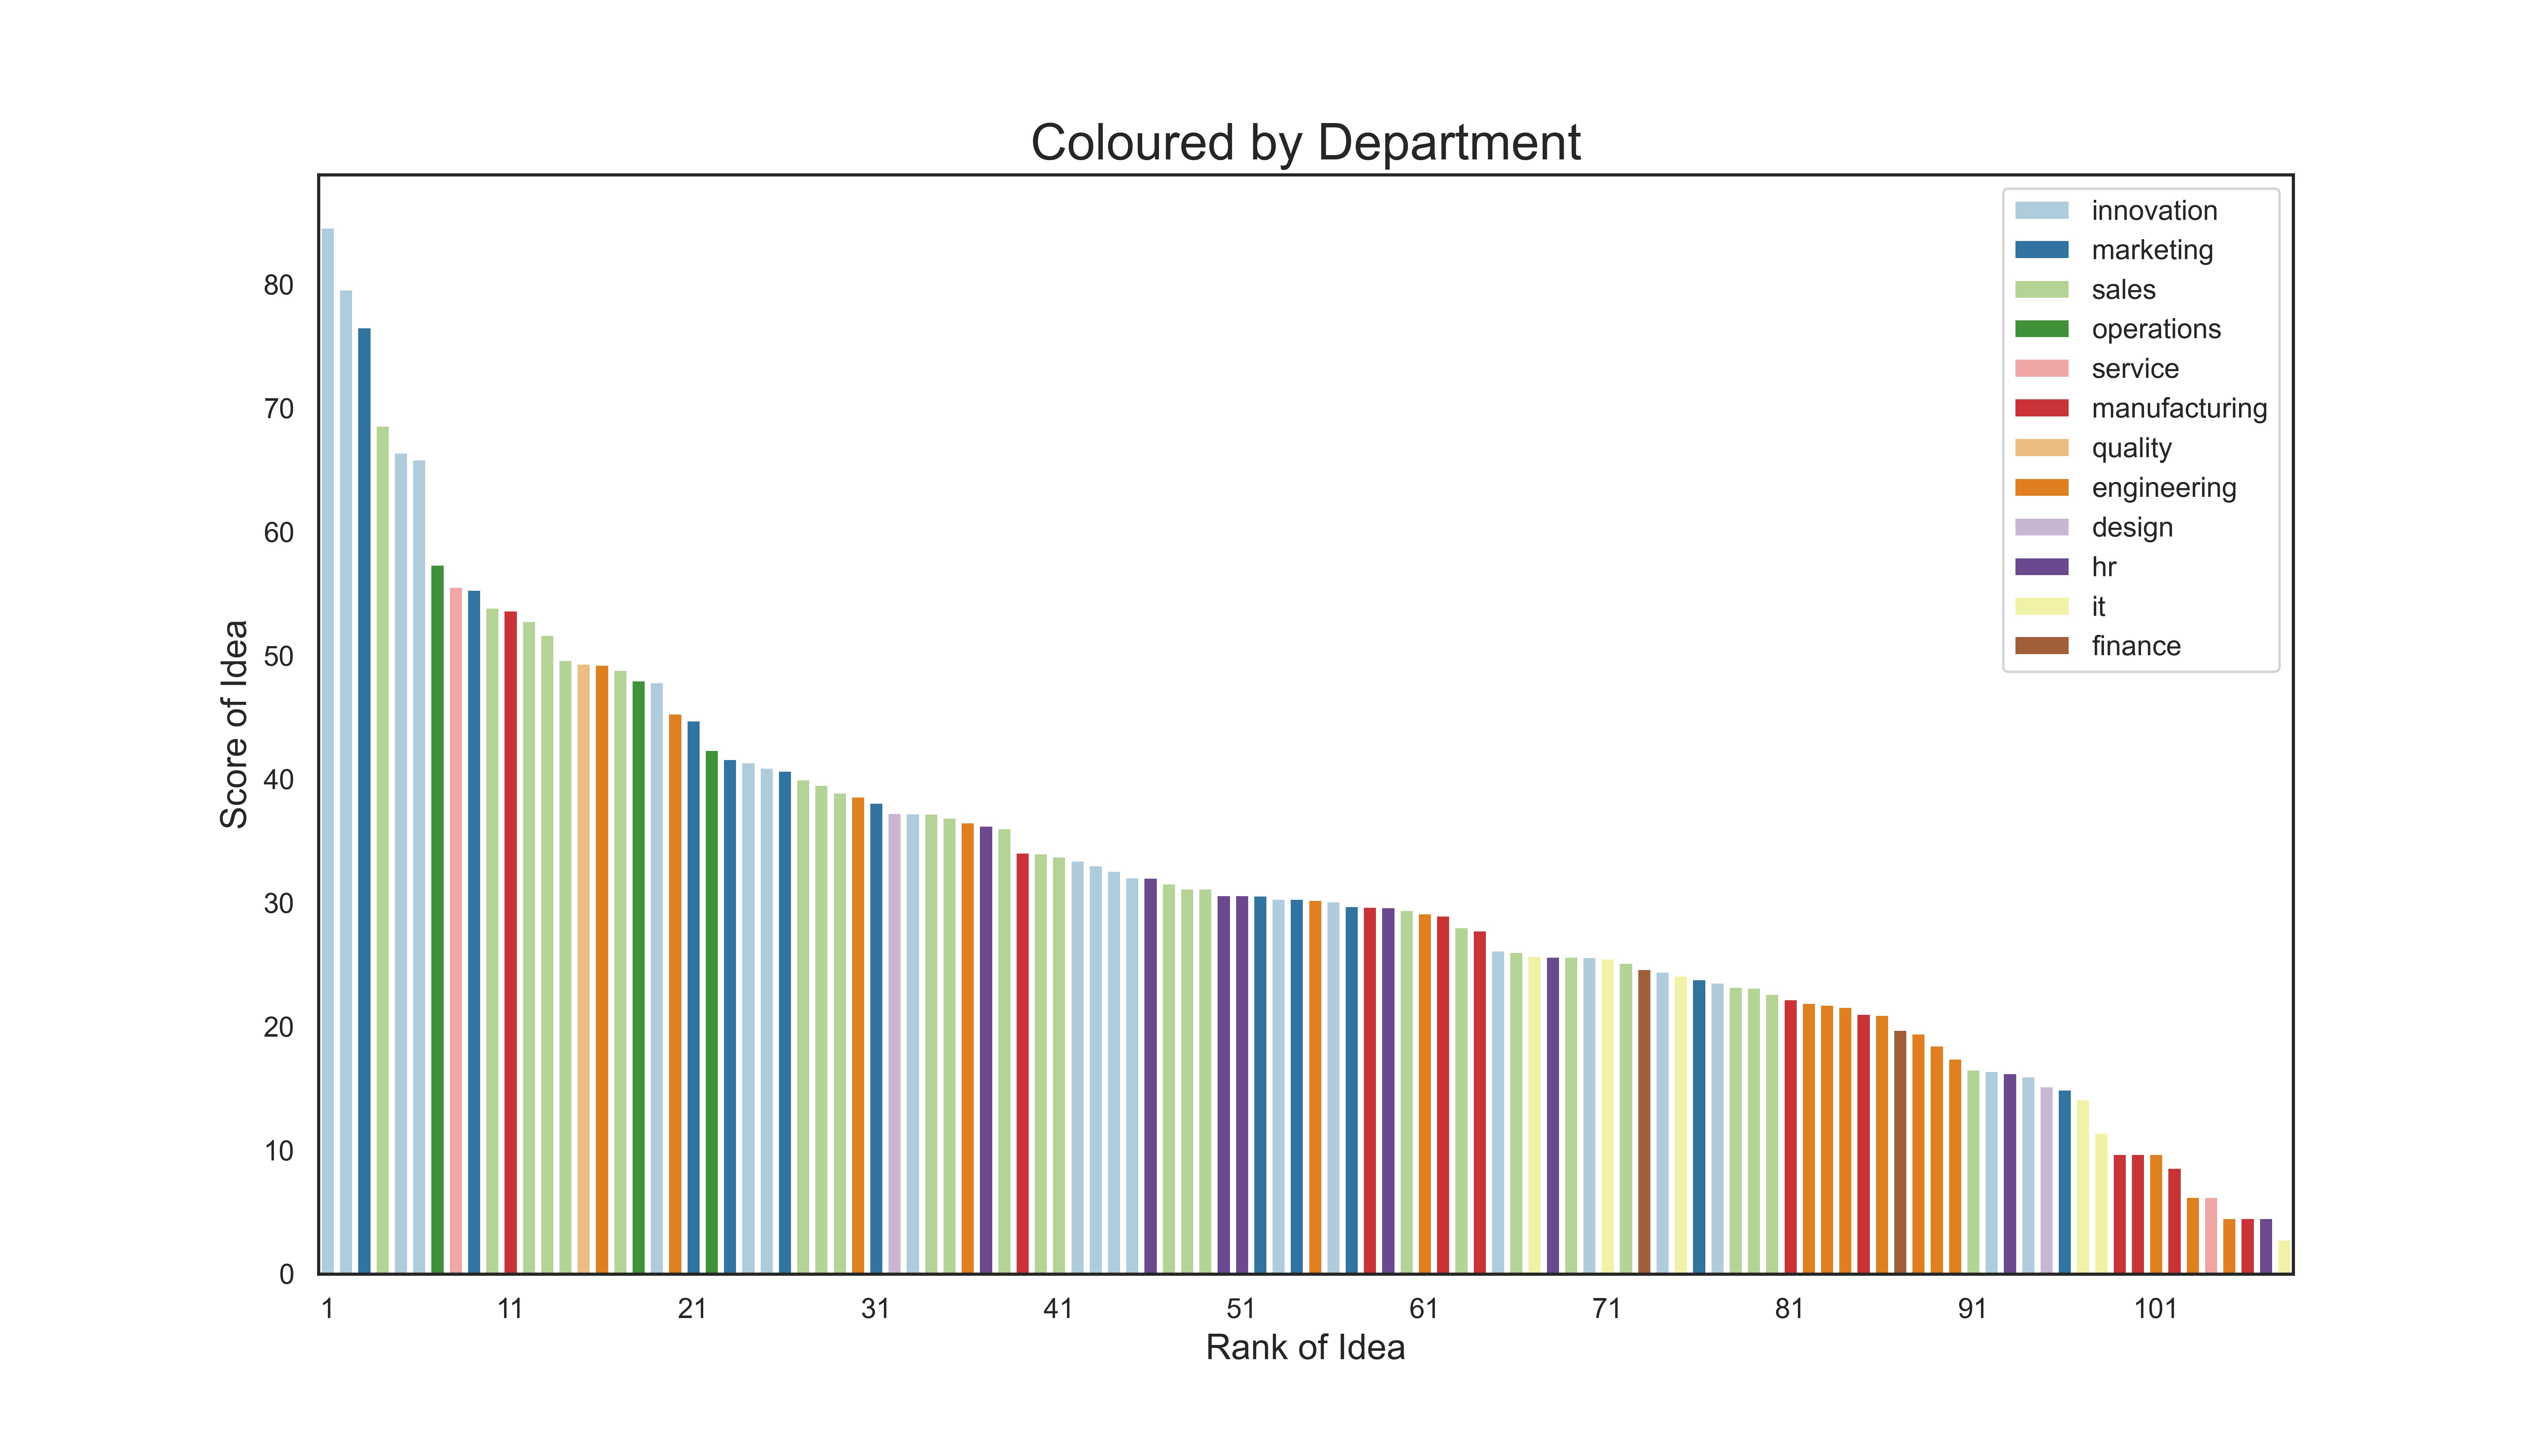 Coloured by Department
innovation
marketing
sales
operations
service
manufacturing
quality
engineering
design
hr
it
finance
Score of Idea
80
70
60
50
40
30
20
10
0
1 11 21 31 41 51 61 71 81 91 101
Rank of Idea